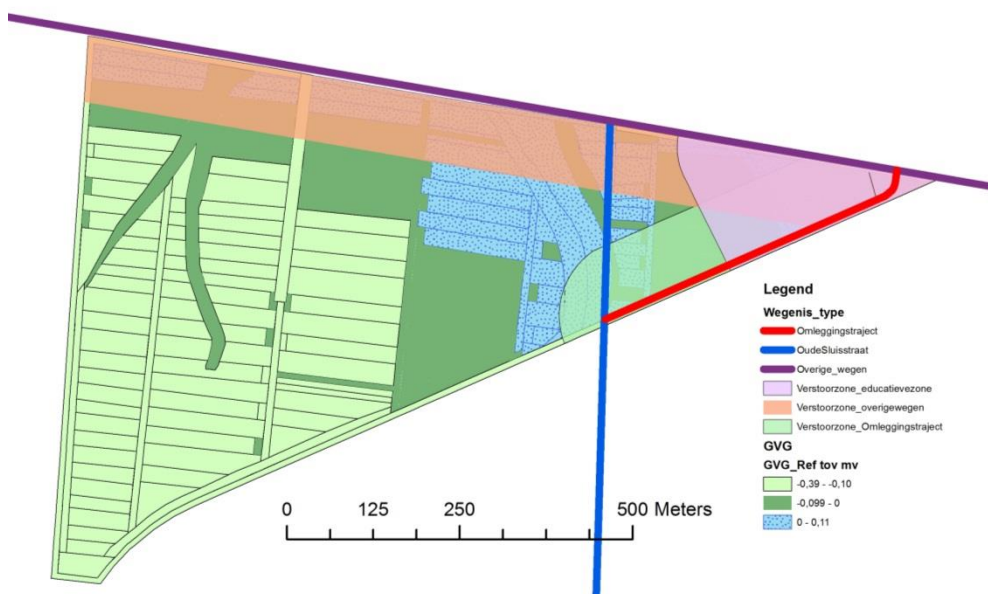 Legend
Wegenis_type
Omleggingstraject
OudeSluisstraat
Overige_wegen
Verstoorzone_educatievezone
Verstoorzone_overigewegen
Verstoorzone_Omleggingstraject
GVG
GVG_Ref tov mv
-0,39 - -0,10
-0,099 - 0
0 - 0,11
0 125 250 500 Meters